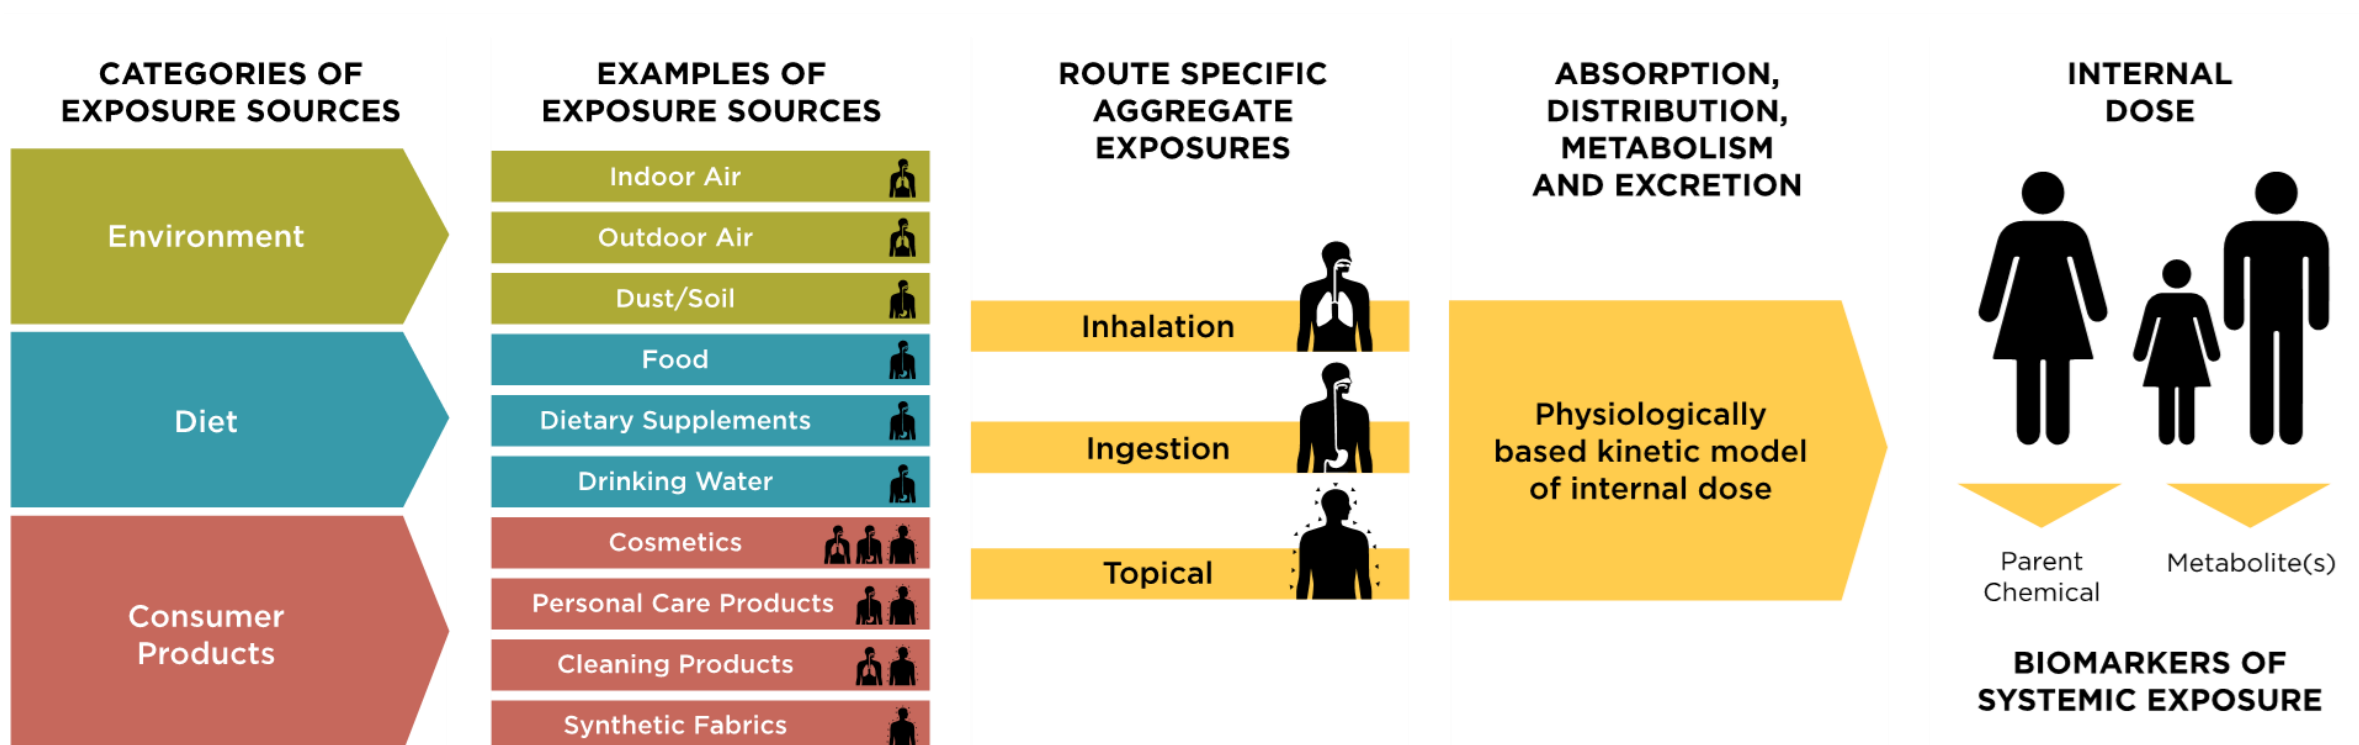 CATEGORIES OF
EXPOSURE SOURCES
Environment
Diet
Consumer
Products
EXAMPLES OF
EXPOSURE SOURCES
Indoor Air
Outdoor Air
Dust/Soil
Food
Dietary Supplements
Drinking Water
Cosmetics
Personal Care Products
Cleaning Products
Synthetic Fabrics
ROUTE SPECIFIC
AGGREGATE
EXPOSURES
Inhalation
Ingestion
Topical
ABSORPTION,
DISTRIBUTION,
METABOLISM
AND EXCRETION
Physiologically
based kinetic model
of internal dose
INTERNAL
DOSE
Parent
Chemical
Metabolite(s)
BIOMARKERS OF
SYSTEMIC EXPOSURE